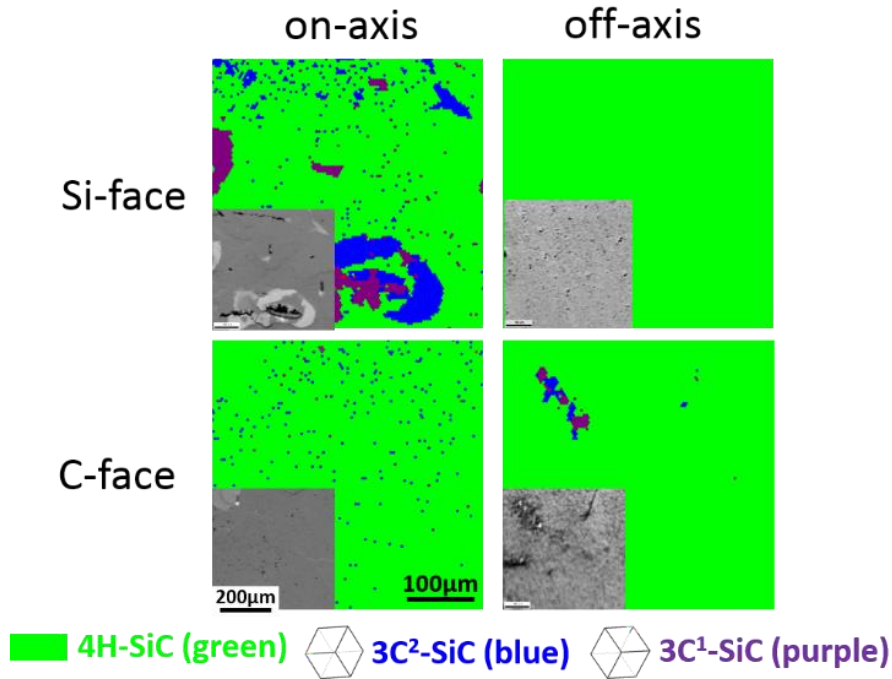 on-axis
off-axis
Si-face
C-face
200μm
100μm
4H-SiC (green)
3C²-SiC (blue)
3C¹-SiC (purple)